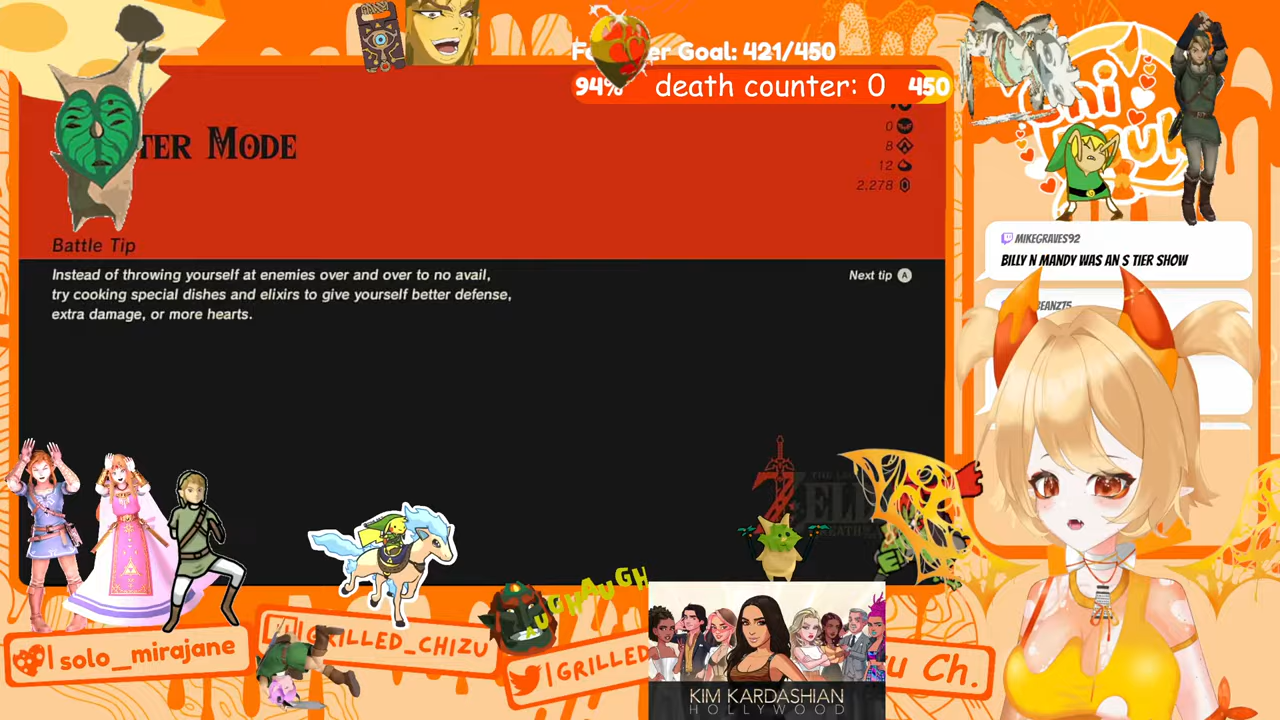 Goal: 421/450
94%
death counter: 0
450
MODE
0
8
12
2,278
Battle Tip
Instead of throwing yourself at enemies over and over to no avail,
try cooking special dishes and elixirs to give yourself better defense,
extra damage, or more hearts.
Next tip A
MIKEGRAVES92
BILLY N MANDY WAS AN S TIER SHOW
AUGHAUGH
solo_mirajane
GRILLED_CHIZU
GRILLED
Ch.
KIM KARDASHIAN
HOLLYWOOD